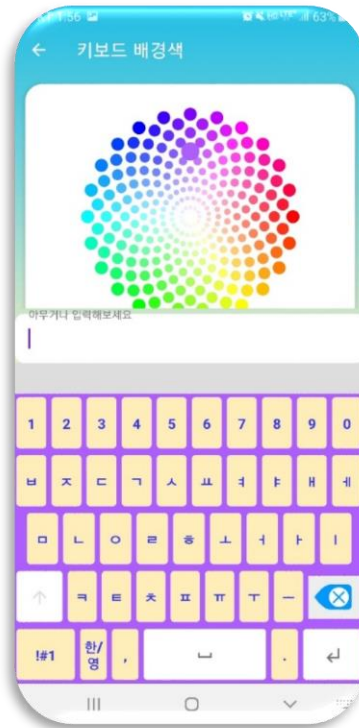 1:56 63%
키보드 배경색
아무거나 입력해보세요
1 2 3 4 5 6 7 8 9 0
ㅂ ㅈ ㄷ ㄱ ㅅ ㅛ ㅕ ㅑ ㅐ ㅔ
ㅁ ㄴ ㅇ ㄹ ㅎ ㅗ ㅓ ㅏ ㅣ
ㅋ ㅌ ㅊ ㅍ ㅠ ㅜ ㅡ
!#1 한/영 , .